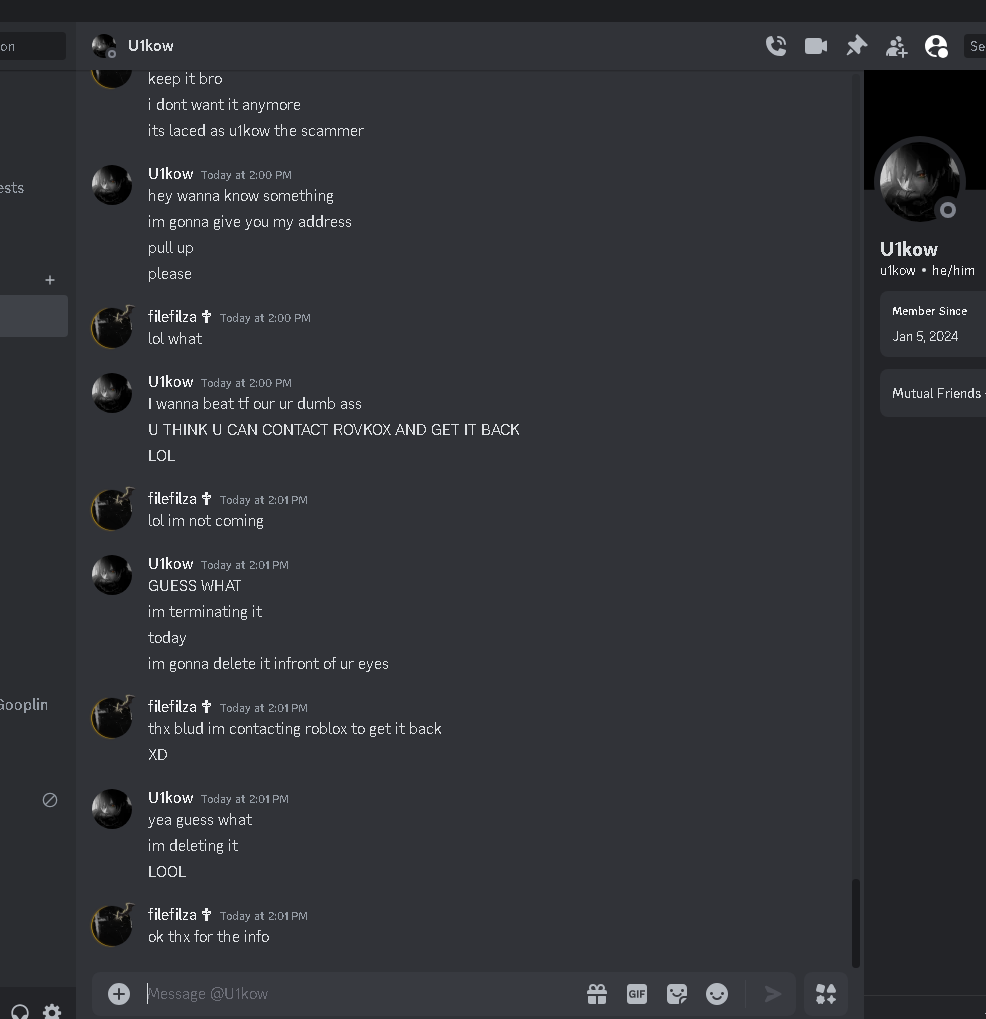 on
U1kow
Se
keep it bro
i dont want it anymore
its laced as u1kow the scammer
ests
U1kow Today at 2:00 PM
hey wanna know something
im gonna give you my address
pull up
please
U1kow
u1kow • he/him
filefilza ✝ Today at 2:00 PM
lol what
Member Since
Jan 5, 2024
U1kow Today at 2:00 PM
I wanna beat tf our ur dumb ass
U THINK U CAN CONTACT ROVKOX AND GET IT BACK
LOL
Mutual Friends
filefilza ✝ Today at 2:01 PM
lol im not coming
U1kow Today at 2:01 PM
GUESS WHAT
im terminating it
today
im gonna delete it infront of ur eyes
Gooplin
filefilza ✝ Today at 2:01 PM
thx blud im contacting roblox to get it back
XD
U1kow Today at 2:01 PM
yea guess what
im deleting it
LOOL
filefilza ✝ Today at 2:01 PM
ok thx for the info
Message @U1kow
GIF